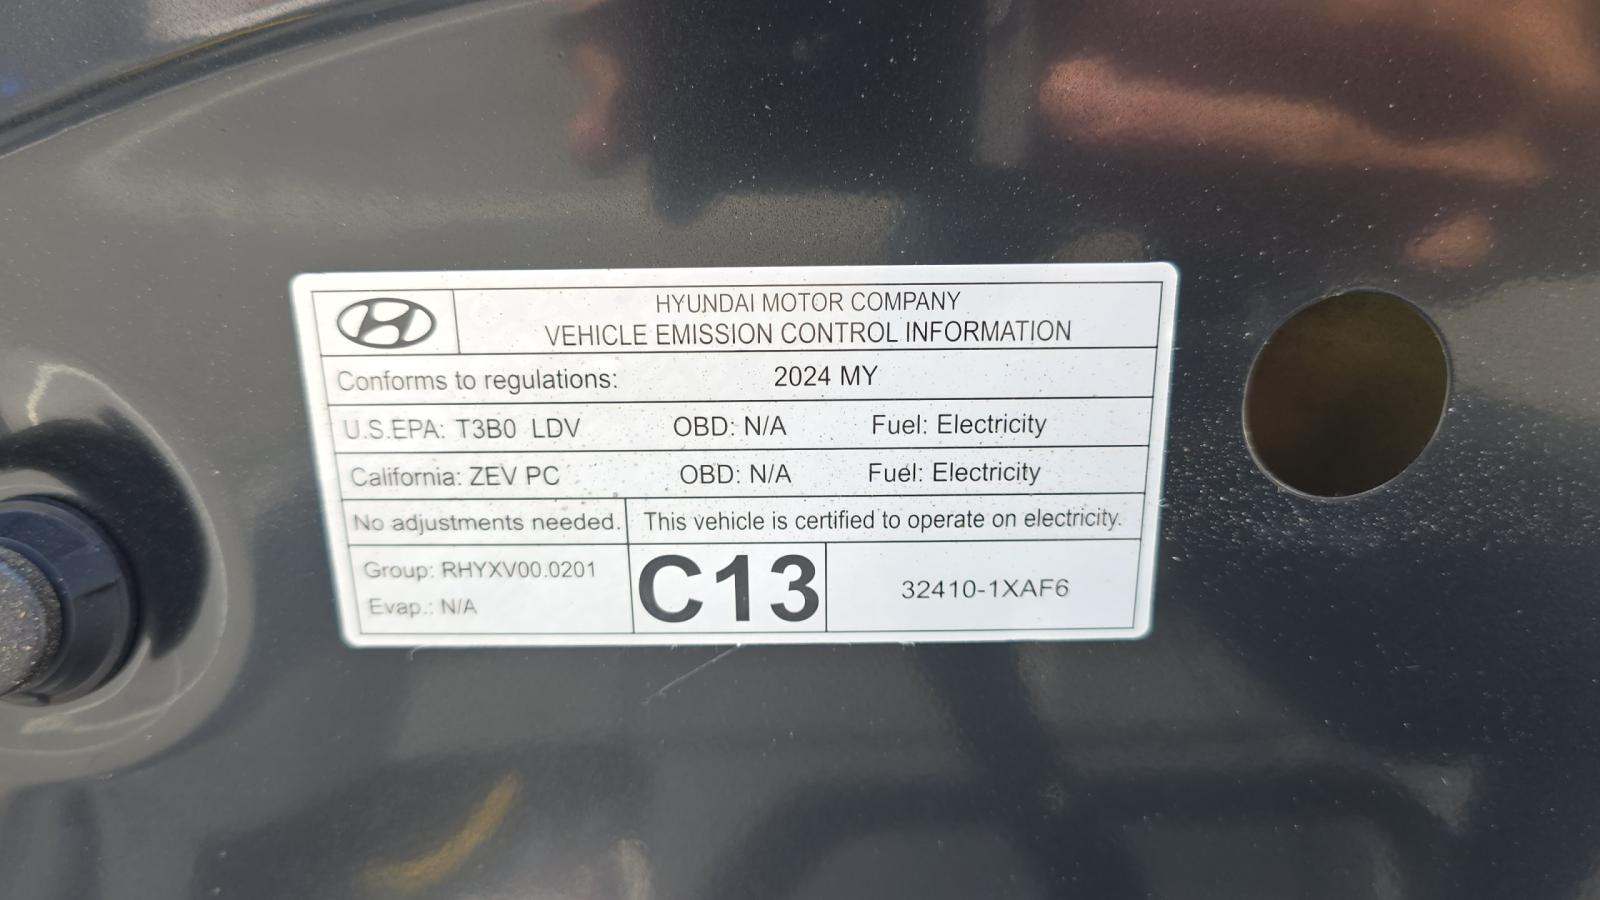 HYUNDAI MOTOR COMPANY
VEHICLE EMISSION CONTROL INFORMATION
Conforms to regulations: 2024 MY
U.S.EPA: T3B0 LDV OBD: N/A Fuel: Electricity
California: ZEV PC OBD: N/A Fuel: Electricity
No adjustments needed. This vehicle is certified to operate on electricity.
Group: RHYXV00.0201
Evap.: N/A
C13
32410-1XAF6